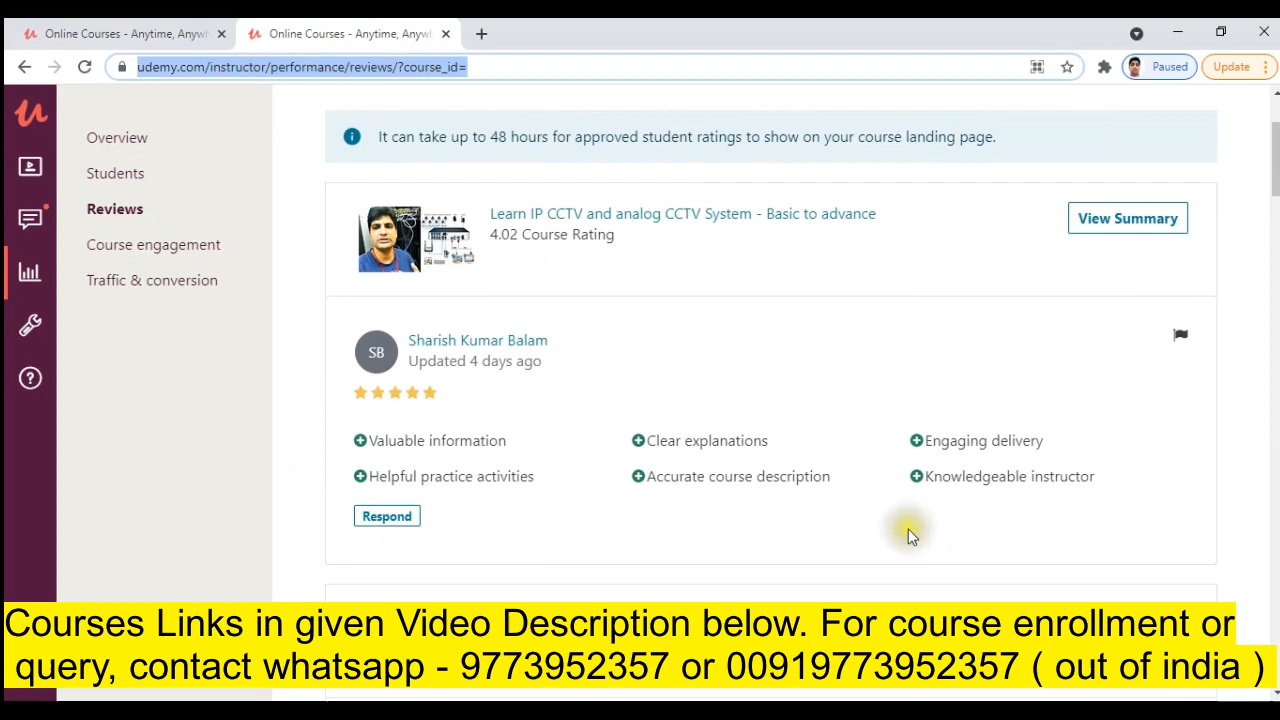 Online Courses - Anytime, Anywh
Online Courses - Anytime, Anyw
udemy.com/instructor/performance/reviews/?course_id=
Paused
Update
Overview
Students
Reviews
Course engagement
Traffic & conversion
It can take up to 48 hours for approved student ratings to show on your course landing page.
Learn IP CCTV and analog CCTV System - Basic to advance
4.02 Course Rating
View Summary
SB
Sharish Kumar Balam
Updated 4 days ago
Valuable information
Clear explanations
Engaging delivery
Helpful practice activities
Accurate course description
Knowledgeable instructor
Respond
Courses Links in given Video Description below. For course enrollment or
query, contact whatsapp - 9773952357 or 00919773952357 ( out of india )